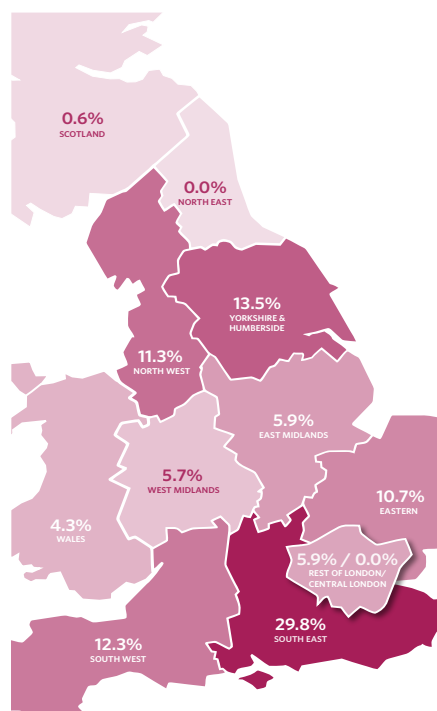 0.6%
SCOTLAND
0.0%
NORTH EAST
13.5%
YORKSHIRE &
HUMBERSIDE
11.3%
NORTH WEST
5.9%
EAST MIDLANDS
5.7%
WEST MIDLANDS
10.7%
EASTERN
4.3%
WALES
5.9% / 0.0%
REST OF LONDON/
CENTRAL LONDON
29.8%
SOUTH EAST
12.3%
SOUTH WEST